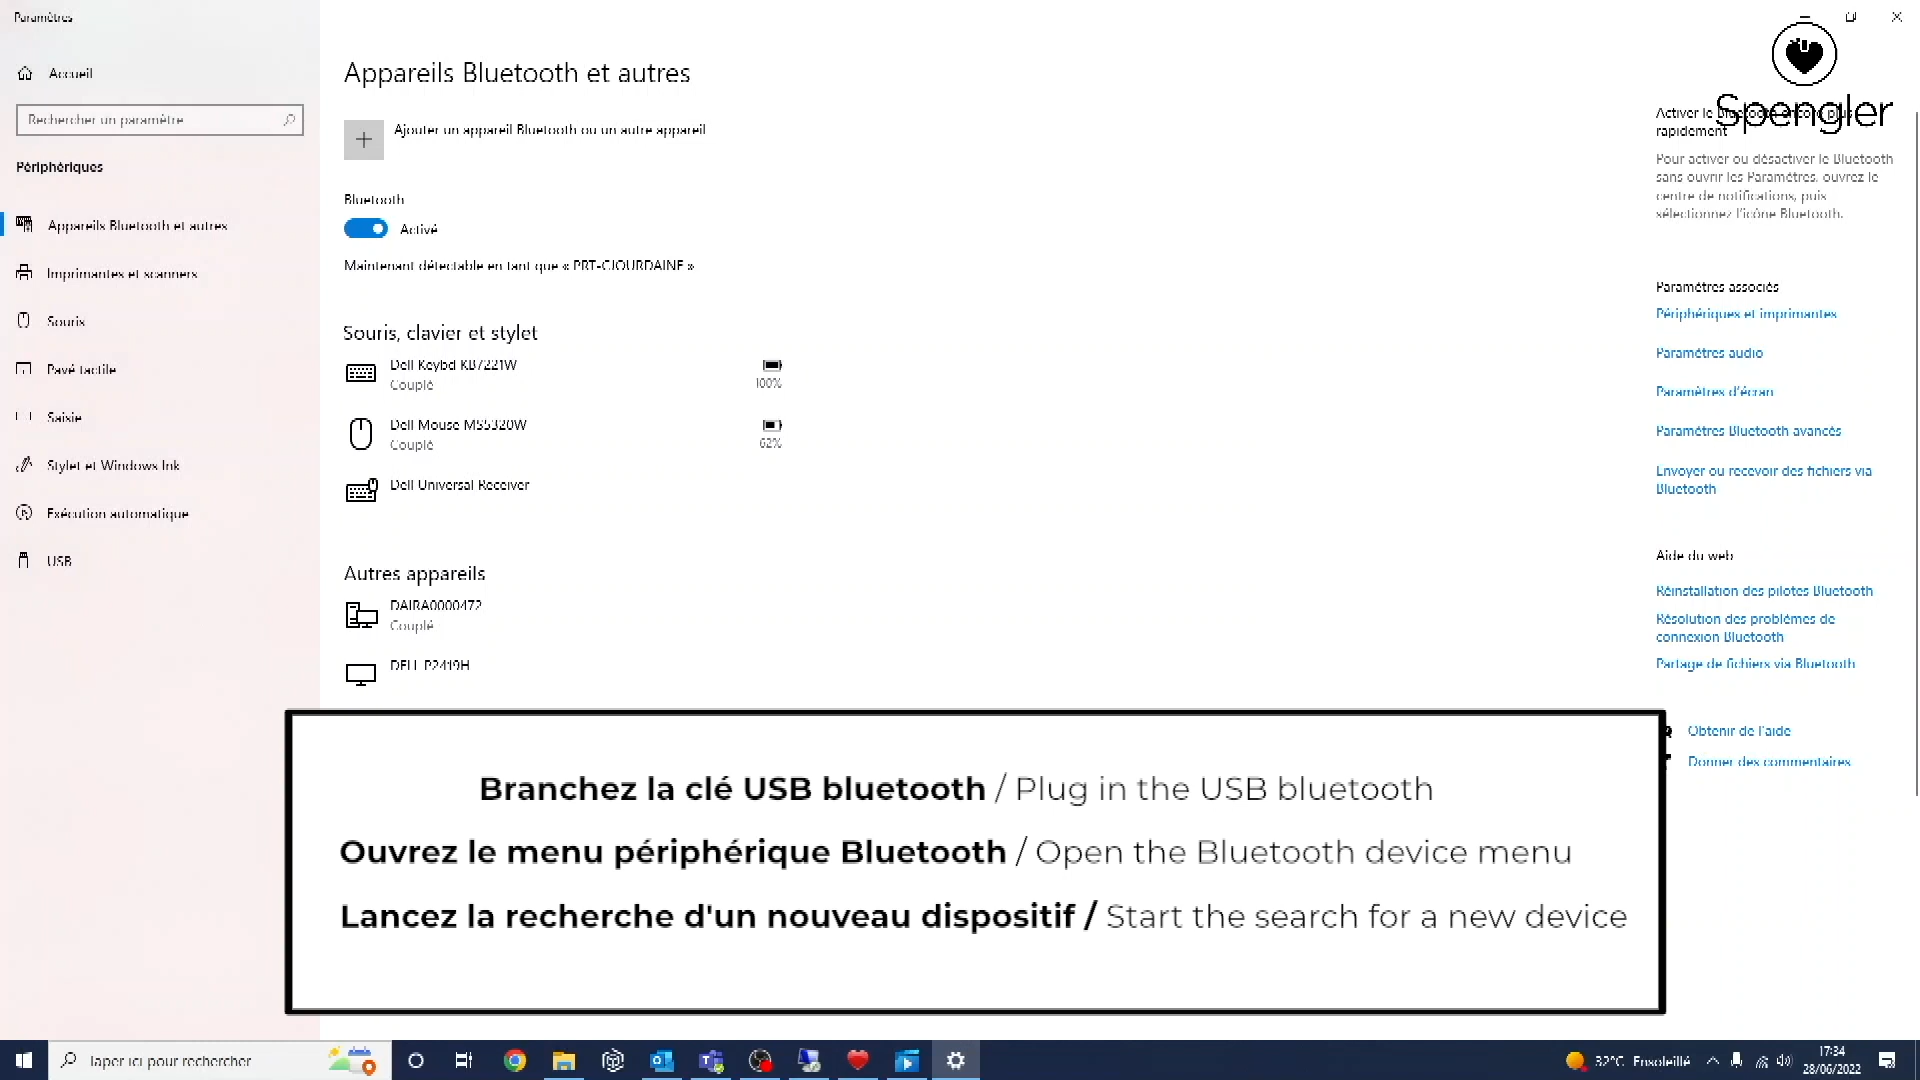 Paramètres
Accueil
Rechercher un paramètre
Périphériques
Appareils Bluetooth et autres
Imprimantes et scanners
Souris
Pavé tactile
Saisie
Stylet et Windows Ink
Exécution automatique
USB
Appareils Bluetooth et autres
Ajouter un appareil Bluetooth ou un autre appareil
Bluetooth
Activé
Maintenant détectable en tant que « PRT-CJOURDAINE »
Souris, clavier et stylet
Dell Keybd KB7221W
Couplé
100%
Dell Mouse MS5320W
Couplé
62%
Dell Universal Receiver
Autres appareils
DAIRA0000472
Couplé
DELL P2419H
Spengler
Activer le Bluetooth encore plus
rapidement
Pour activer ou désactiver le Bluetooth
sans ouvrir les Paramètres, ouvrez le
centre de notifications, puis
sélectionnez l'icône Bluetooth.
Paramètres associés
Périphériques et imprimantes
Paramètres audio
Paramètres d'écran
Paramètres Bluetooth avancés
Envoyer ou recevoir des fichiers via
Bluetooth
Aide du web
Réinstallation des pilotes Bluetooth
Résolution des problèmes de
connexion Bluetooth
Partage de fichiers via Bluetooth
Obtenir de l'aide
Donner des commentaires
Branchez la clé USB bluetooth / Plug in the USB bluetooth
Ouvrez le menu périphérique Bluetooth / Open the Bluetooth device menu
Lancez la recherche d'un nouveau dispositif / Start the search for a new device
Taper ici pour rechercher
32°C Ensoleillé
17:34
28/06/2022